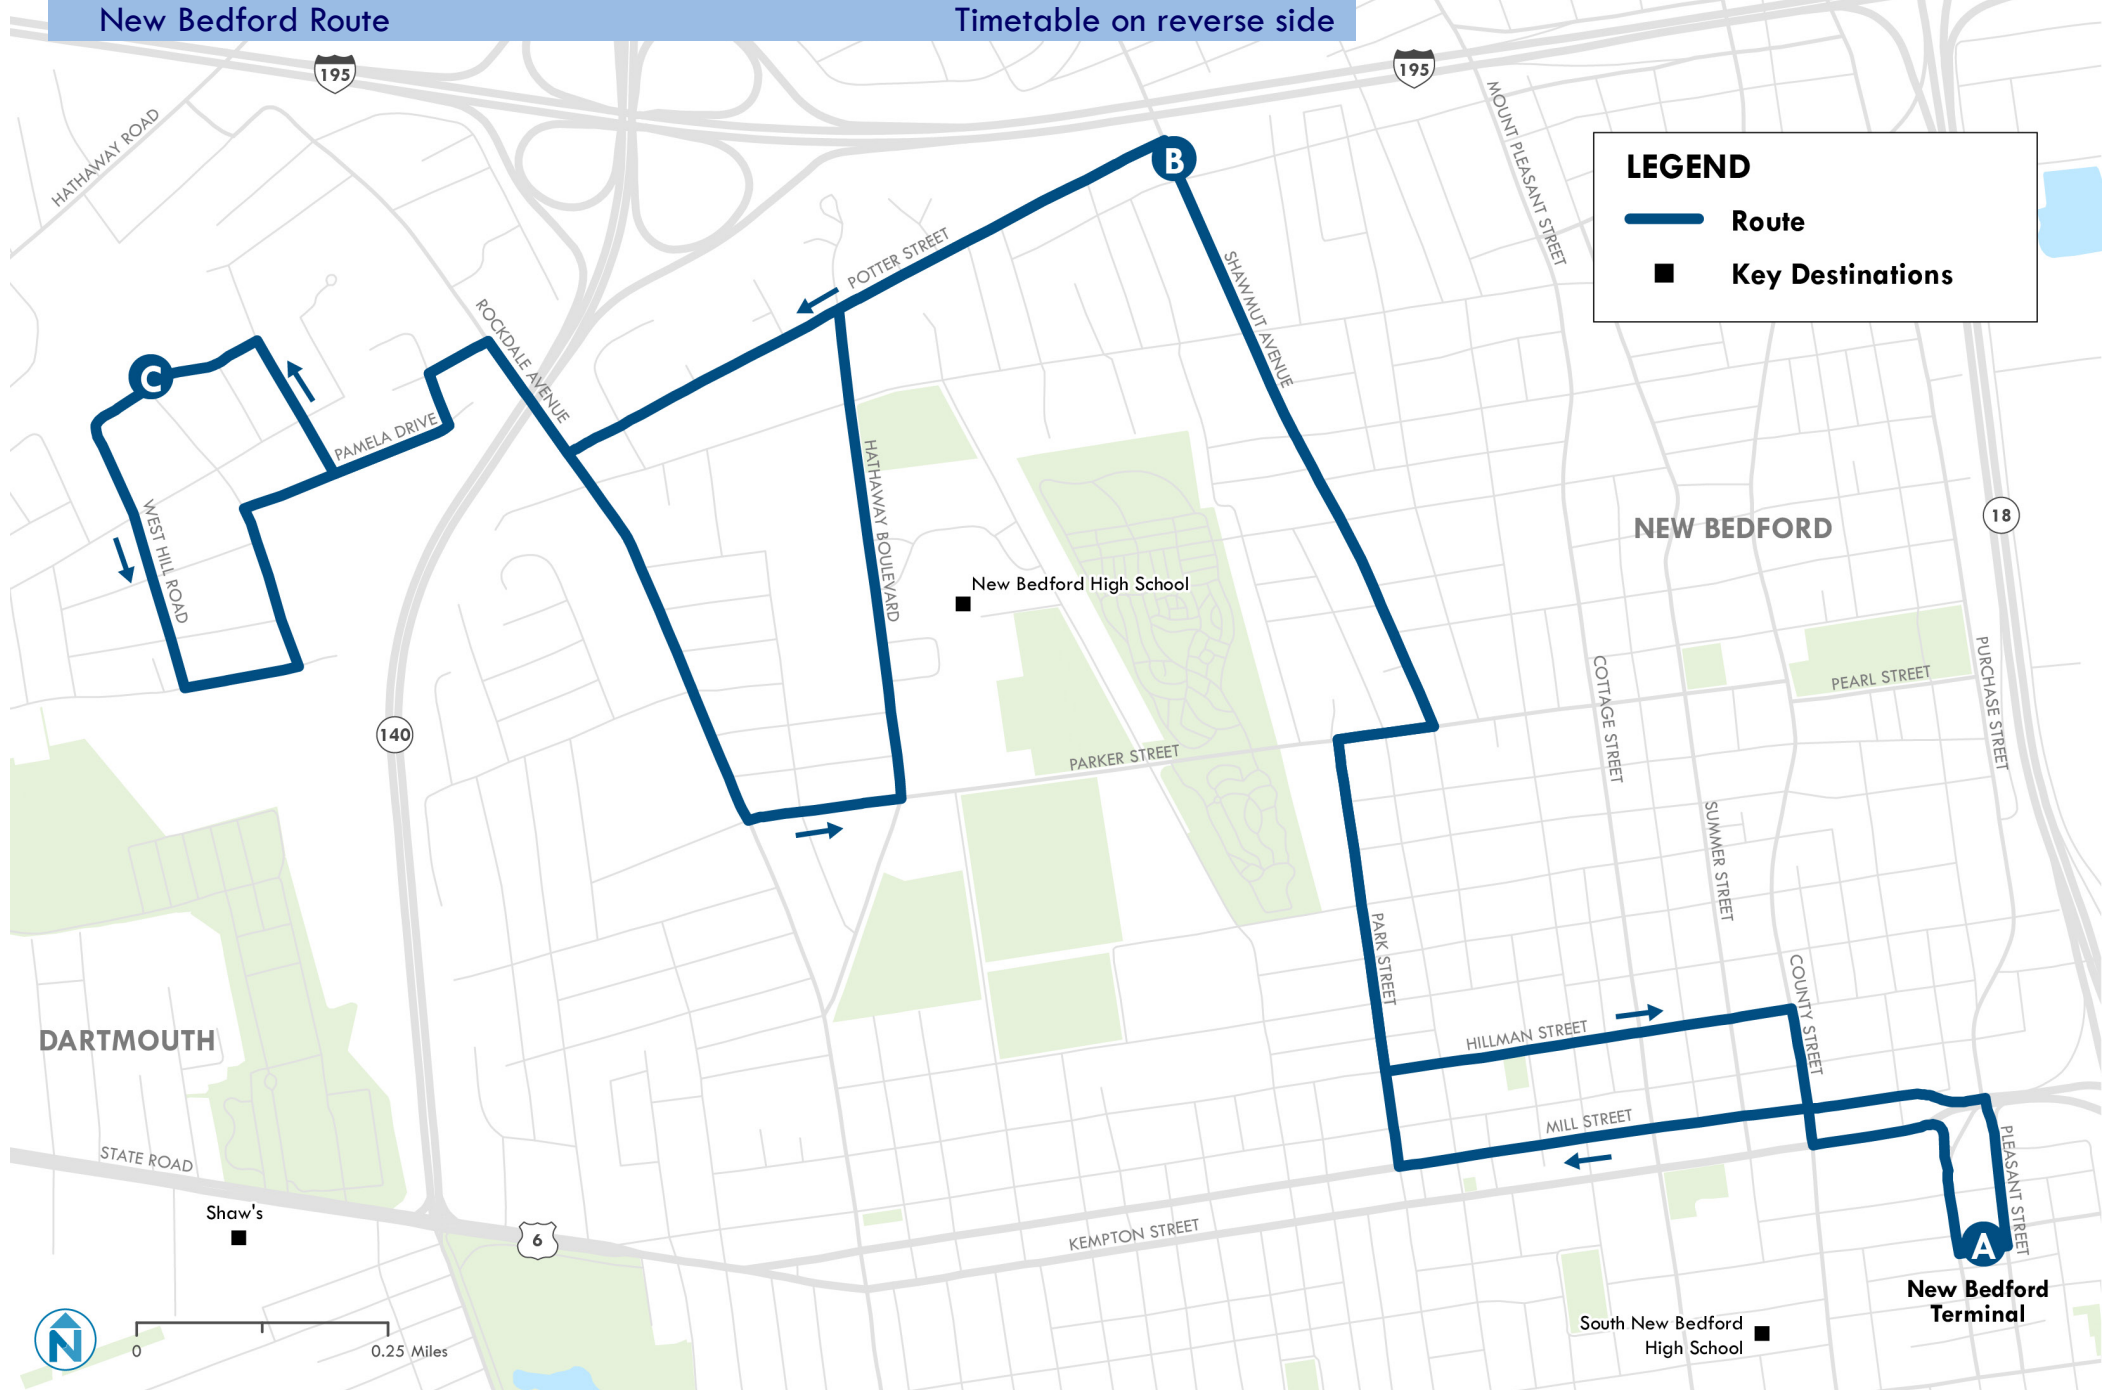 New Bedford Route
Timetable on reverse side
195
195
HATHAWAY ROAD
MOUNT PLEASANT STREET
LEGEND
Route
Key Destinations
B
POTTER STREET
SHAWMUT AVENUE
ROCKDALE AVENUE
C
PAMELA DRIVE
HATHAWAY BOULEVARD
WEST HILL ROAD
NEW BEDFORD
18
New Bedford High School
COTTAGE STREET
PEARL STREET
PURCHASE STREET
140
PARKER STREET
SUMMER STREET
PARK STREET
COUNTY STREET
DARTMOUTH
HILLMAN STREET
MILL STREET
PLEASANT STREET
STATE ROAD
Shaw's
6
KEMPTON STREET
A
New Bedford
Terminal
South New Bedford
High School
N
0
0.25 Miles